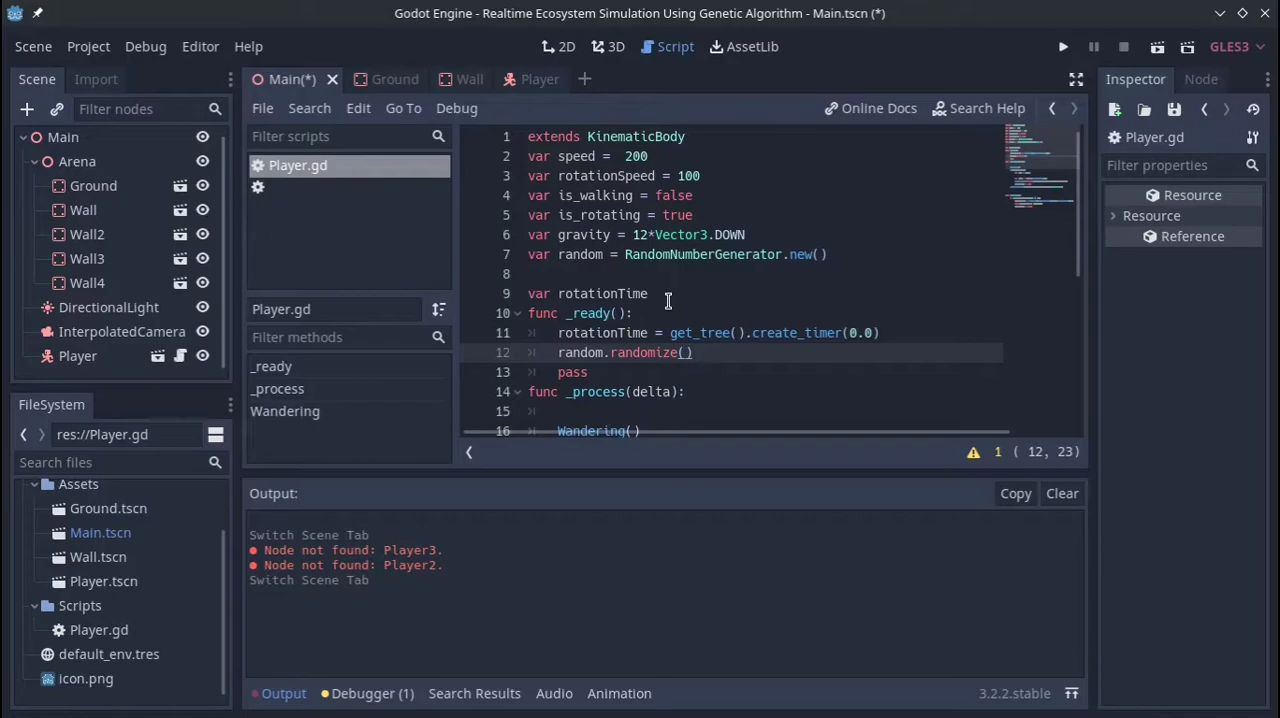 Godot Engine - Realtime Ecosystem Simulation Using Genetic Algorithm - Main.tscn (*)
Scene Project Debug Editor Help
2D 3D Script AssetLib
GLES3
Scene Import
Filter nodes
Main
Arena
Ground
Wall
Wall2
Wall3
Wall4
DirectionalLight
InterpolatedCamera
Player
FileSystem
res://Player.gd
Search files
Assets
Ground.tscn
Main.tscn
Wall.tscn
Player.tscn
Scripts
Player.gd
default_env.tres
icon.png
Main(*) Ground Wall Player
File Search Edit Go To Debug
Online Docs Search Help
Filter scripts
Player.gd
Player.gd
Filter methods
_ready
_process
Wandering
1 extends KinematicBody
2 var speed =  200
3 var rotationSpeed = 100
4 var is_walking = false
5 var is_rotating = true
6 var gravity = 12*Vector3.DOWN
7 var random = RandomNumberGenerator.new()
8
9 var rotationTime
10 func _ready():
11 rotationTime = get_tree().create_timer(0.0)
12 random.randomize()
13 pass
14 func _process(delta):
15
16 Wandering()
1 ( 12, 23)
Output:
Copy Clear
Switch Scene Tab
Node not found: Player3.
Node not found: Player2.
Switch Scene Tab
Output Debugger (1) Search Results Audio Animation
3.2.2.stable
Inspector Node
Player.gd
Filter properties
Resource
Resource
Reference